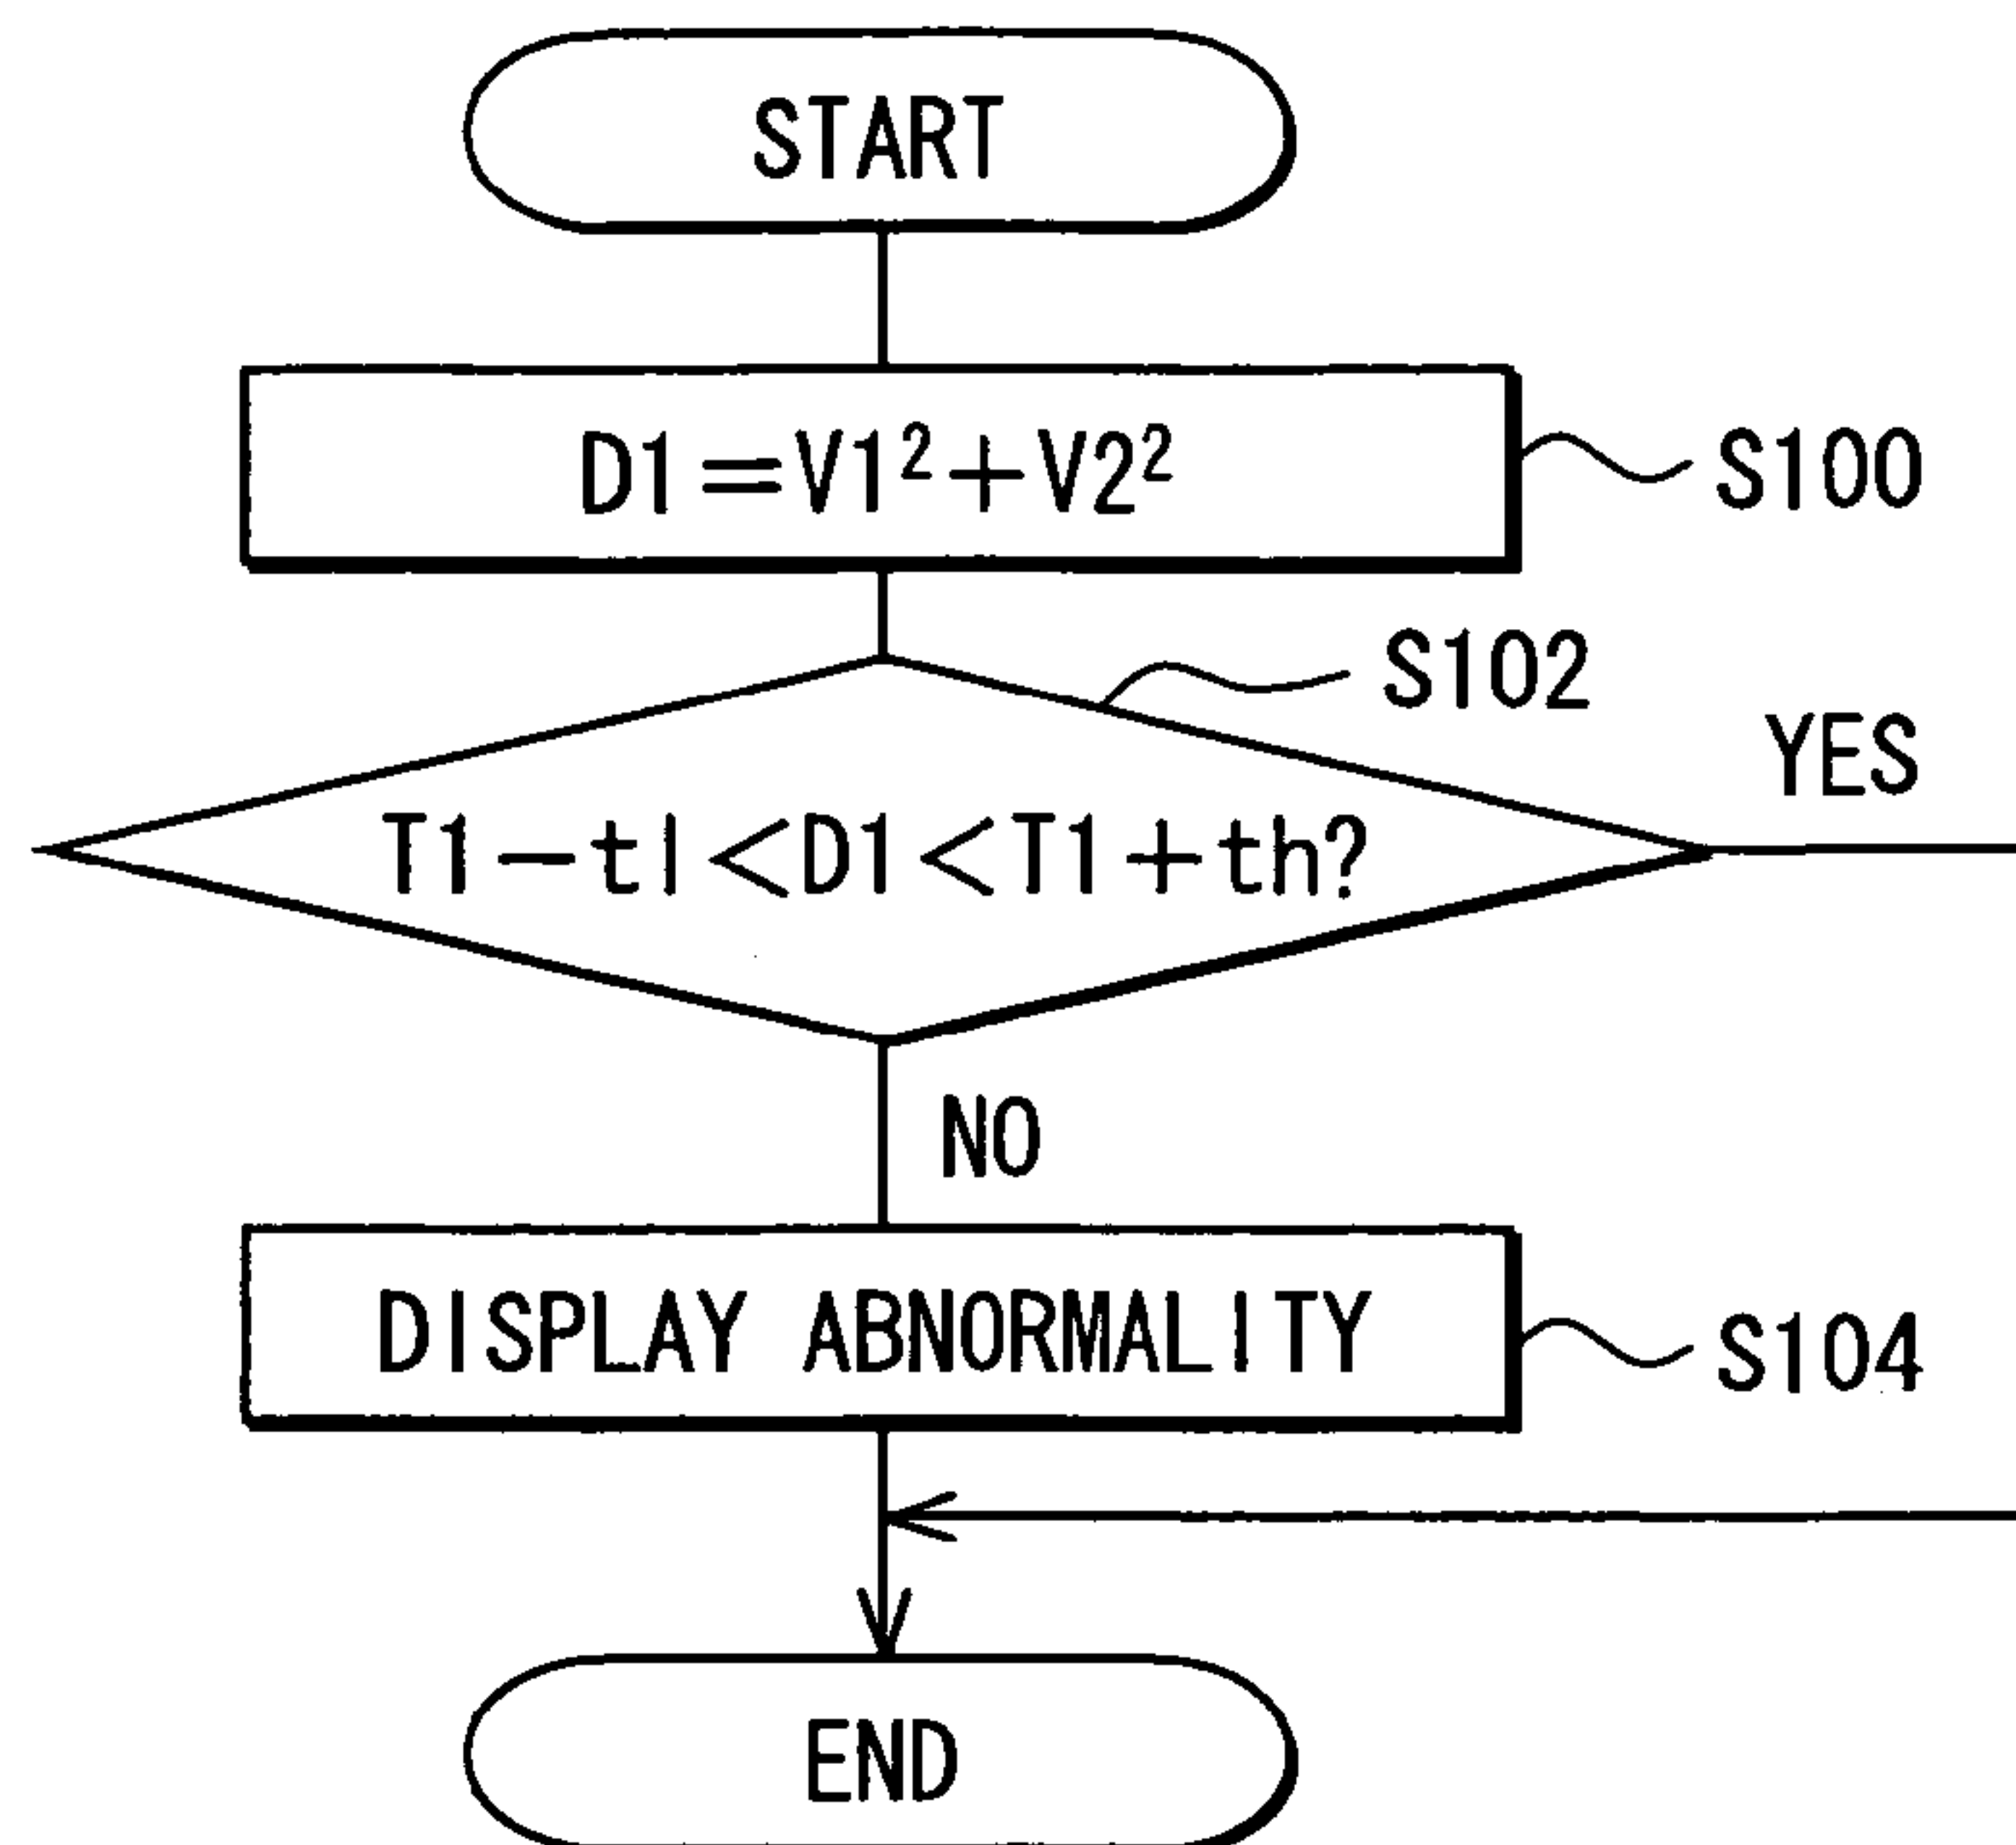 START
D1=V1²+V2²
S100
S102
YES
T1-tl<D1<T1+th?
NO
DISPLAY ABNORMALITY
S104
END